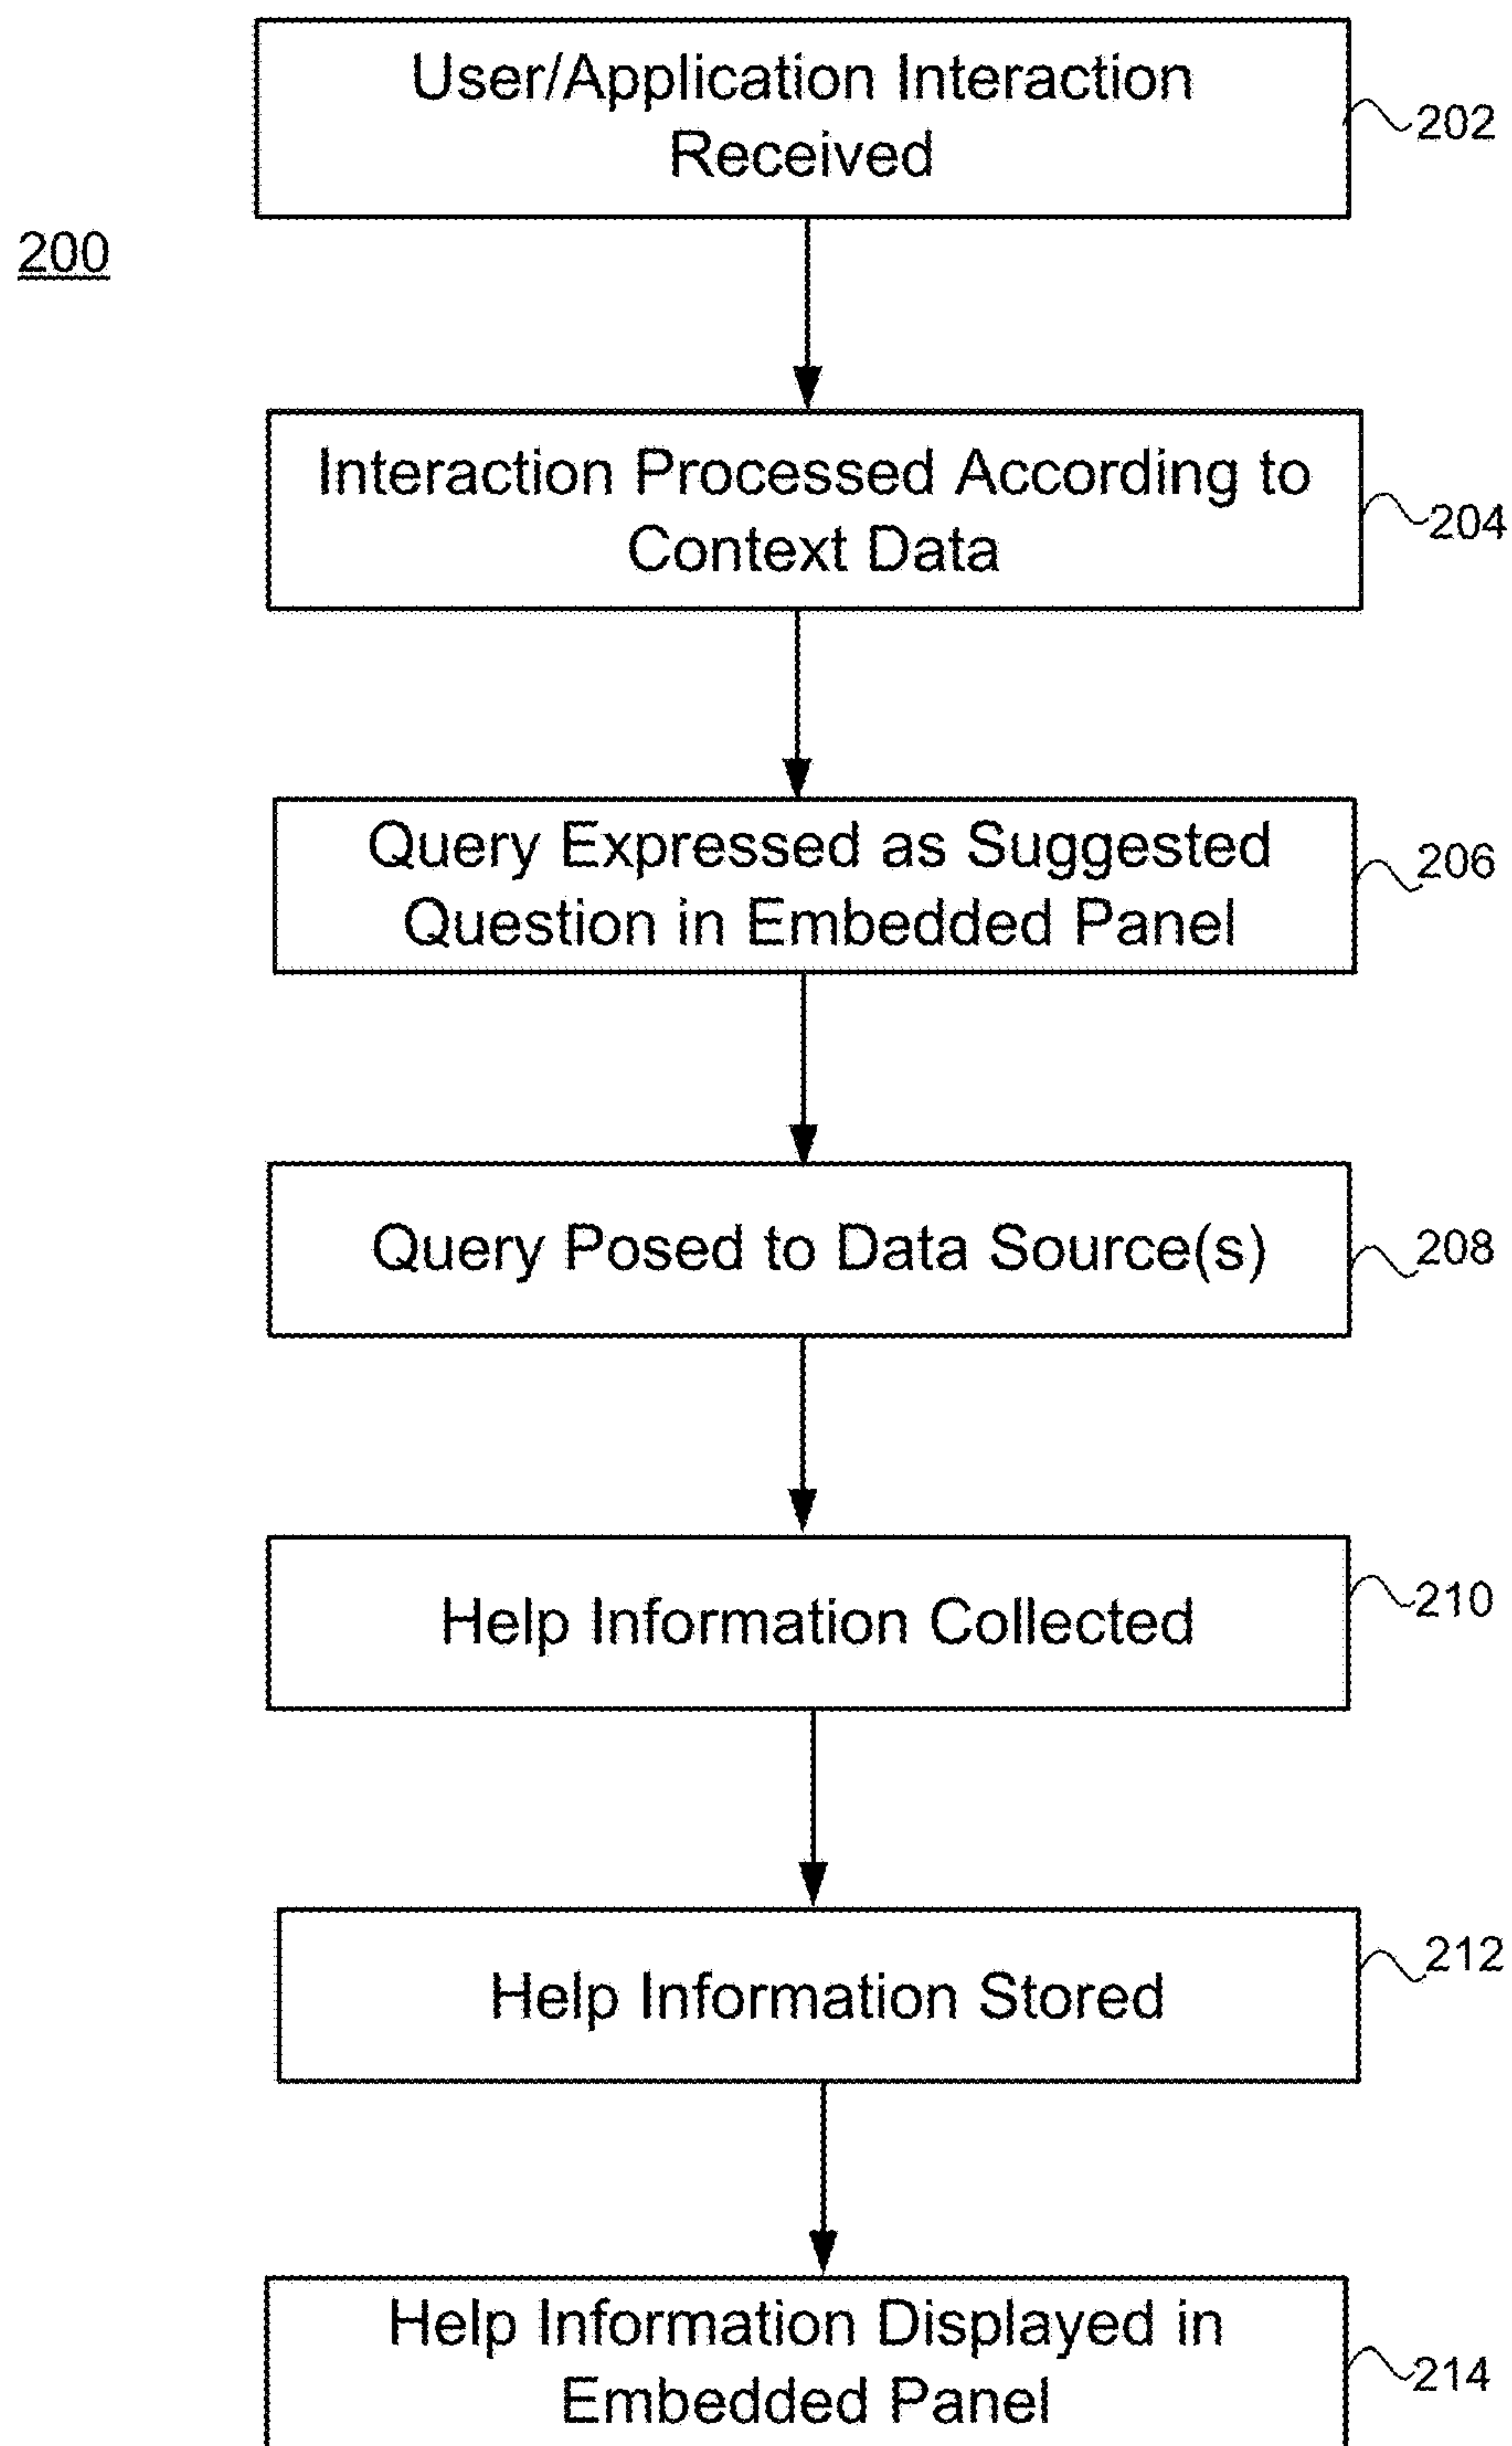 User/Application Interaction
Received
202
200
Interaction Processed According to
Context Data
204
Query Expressed as Suggested
Question in Embedded Panel
206
Query Posed to Data Source(s)
208
Help Information Collected
210
Help Information Stored
212
Help Information Displayed in
Embedded Panel
214